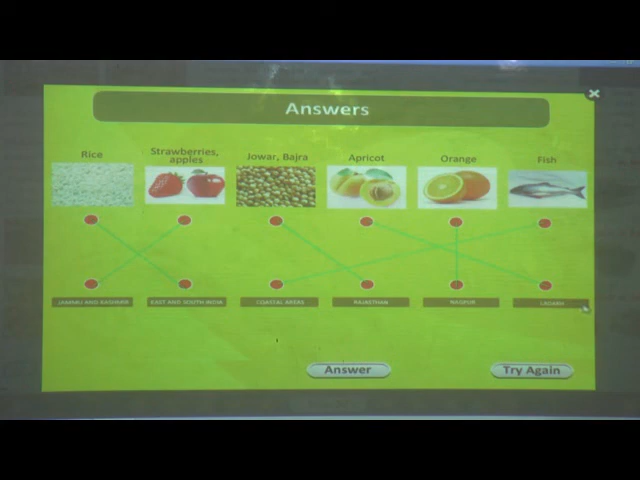 Answers
Rice
Strawberries,
apples
Jowar, Bajra
Apricot
Orange
Fish
JAMMU AND KASHMIR
EAST AND SOUTH INDIA
COASTAL AREAS
RAJASTHAN
NAGPUR
LADAKH
Answer
Try Again